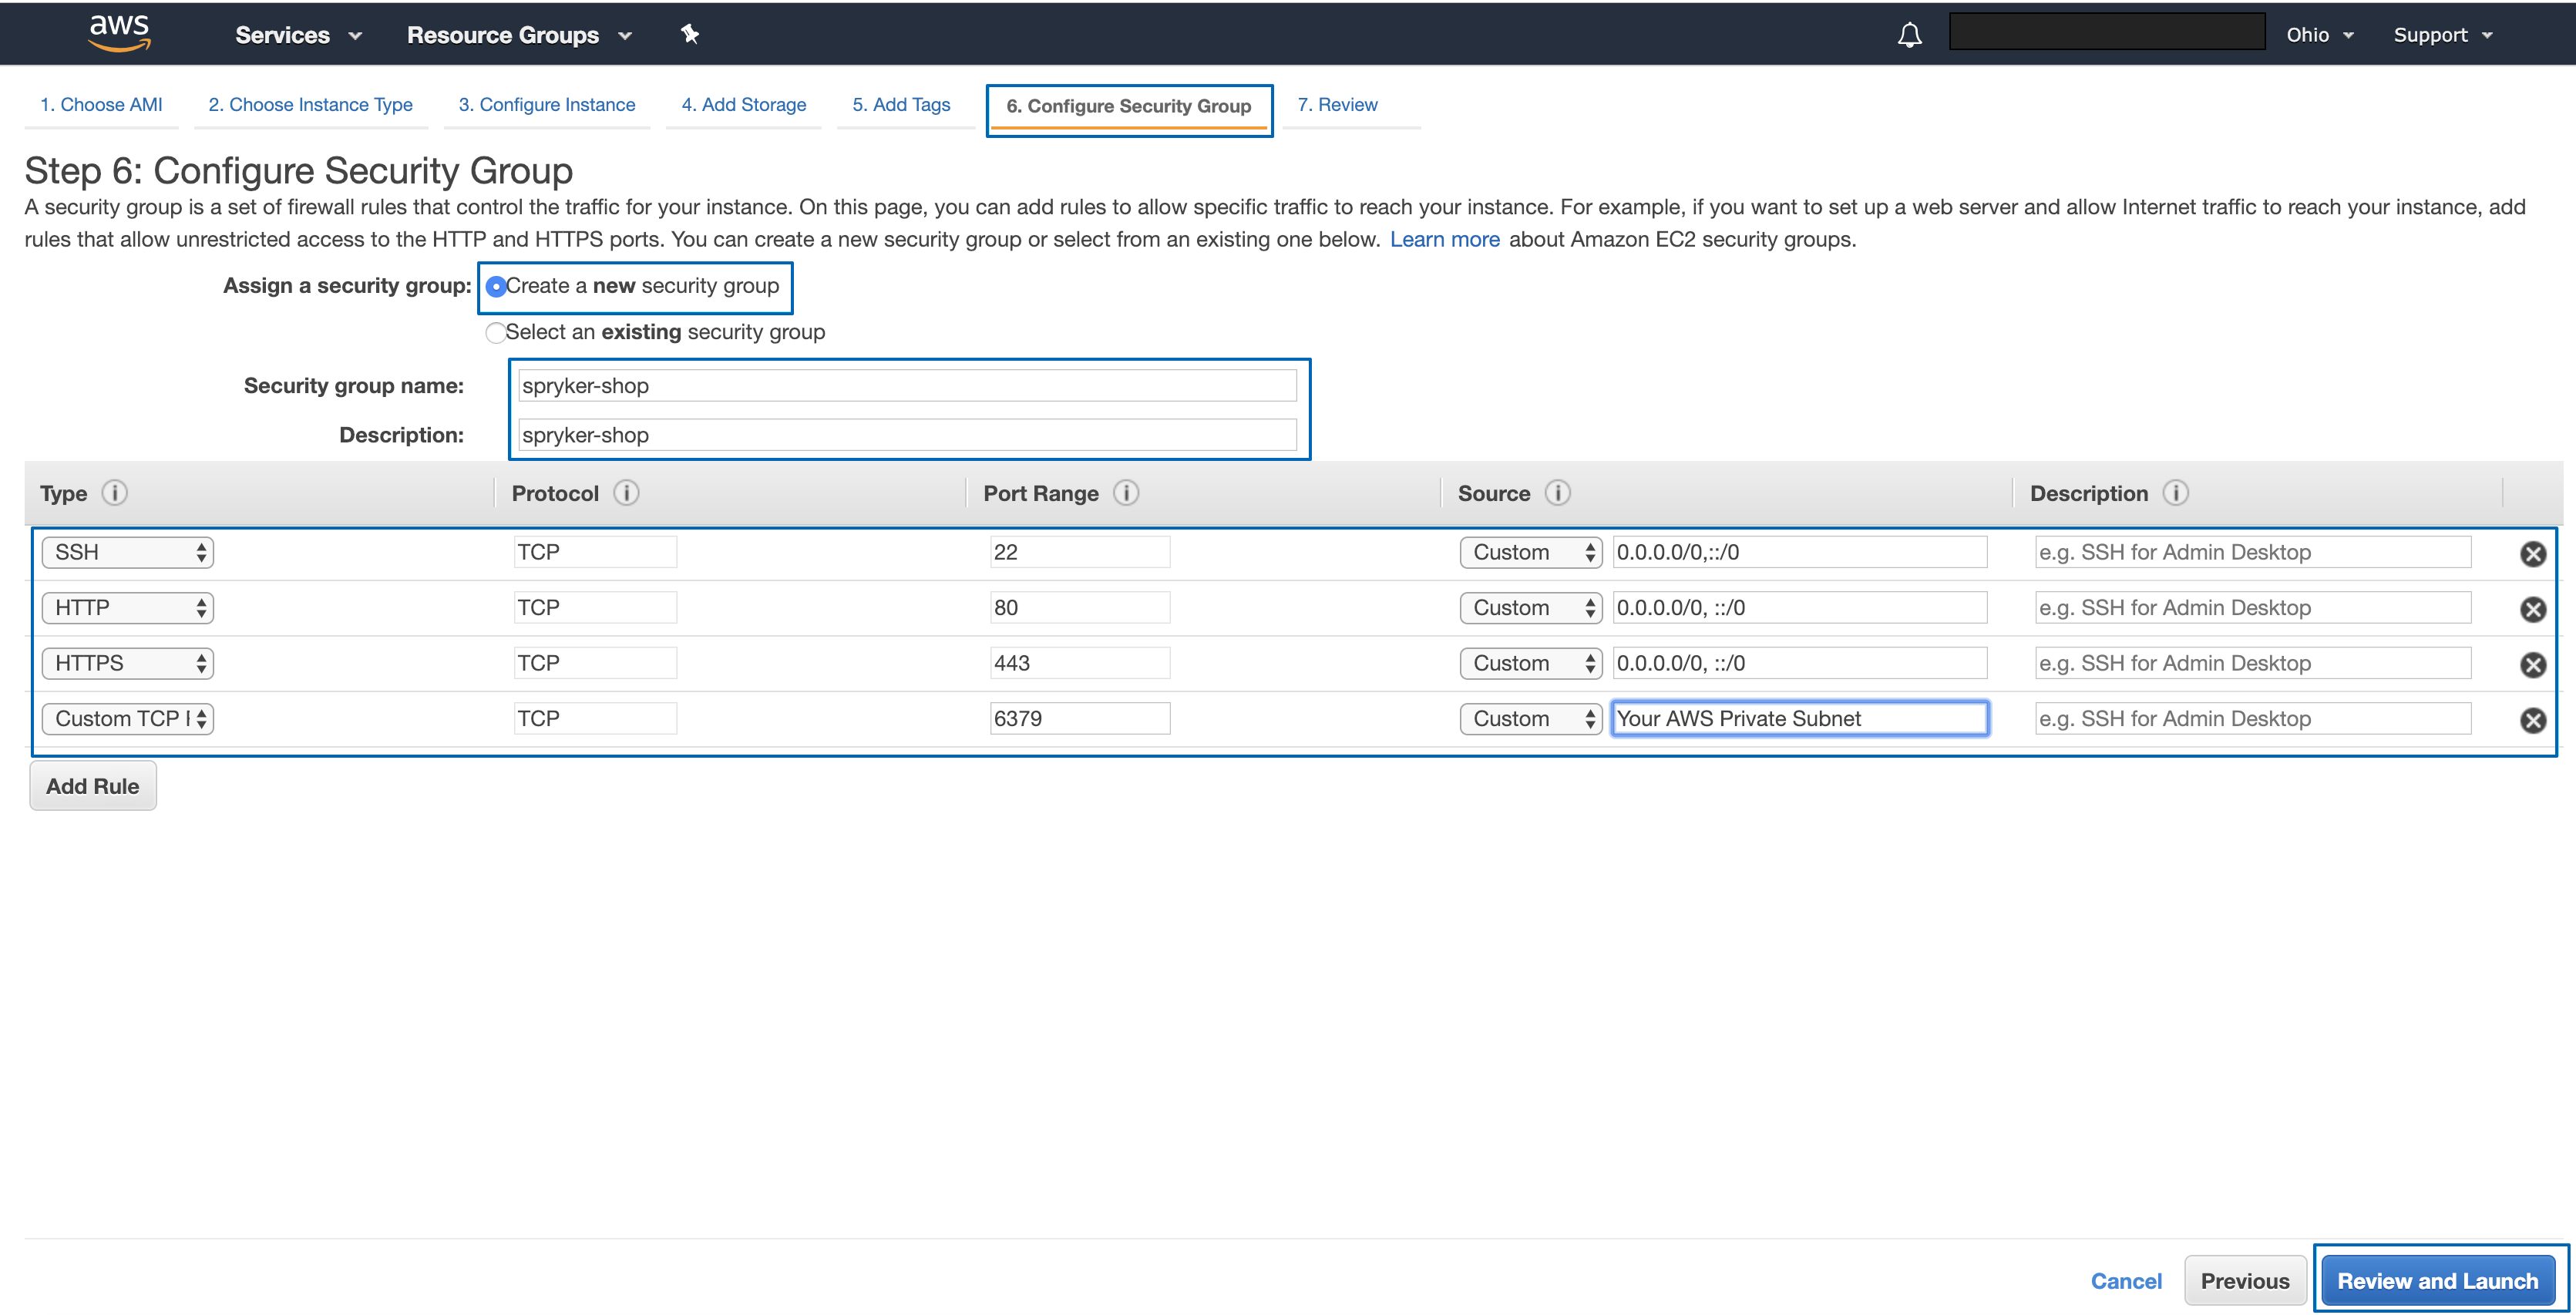 aws Services Resource Groups Ohio Support
1. Choose AMI 2. Choose Instance Type 3. Configure Instance 4. Add Storage 5. Add Tags 6. Configure Security Group 7. Review
Step 6: Configure Security Group
A security group is a set of firewall rules that control the traffic for your instance. On this page, you can add rules to allow specific traffic to reach your instance. For example, if you want to set up a web server and allow Internet traffic to reach your instance, add
rules that allow unrestricted access to the HTTP and HTTPS ports. You can create a new security group or select from an existing one below. Learn more about Amazon EC2 security groups.
Assign a security group: Create a new security group
Select an existing security group
Security group name: spryker-shop
Description: spryker-shop
Type i Protocol i Port Range i Source i Description i
SSH TCP 22 Custom 0.0.0.0/0,::/0 e.g. SSH for Admin Desktop
HTTP TCP 80 Custom 0.0.0.0/0, ::/0 e.g. SSH for Admin Desktop
HTTPS TCP 443 Custom 0.0.0.0/0, ::/0 e.g. SSH for Admin Desktop
Custom TCP TCP 6379 Custom Your AWS Private Subnet e.g. SSH for Admin Desktop
Add Rule
Cancel Previous Review and Launch